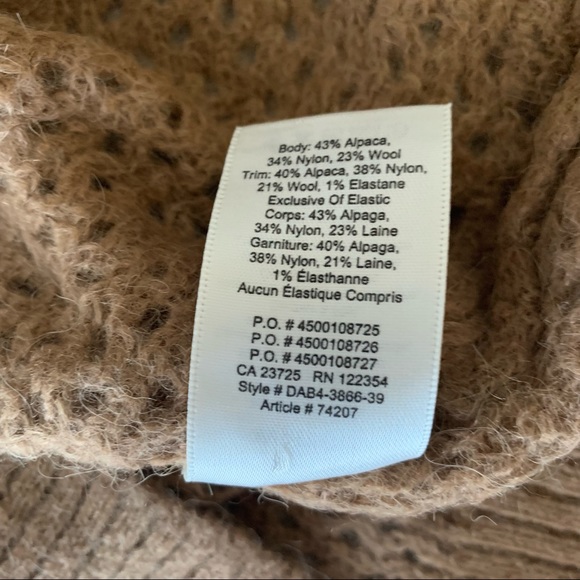 Body: 43% Alpaca,
34% Nylon, 23% Wool
Trim: 40% Alpaca, 38% Nylon,
21% Wool, 1% Elastane
Exclusive Of Elastic
Corps: 43% Alpaga,
34% Nylon, 23% Laine
Garniture: 40% Alpaga,
38% Nylon, 21% Laine,
1% Élasthanne
Aucun Élastique Compris
P.O. # 4500108725
P.O. # 4500108726
P.O. # 4500108727
CA 23725 RN 122354
Style # DAB4-3866-39
Article # 74207